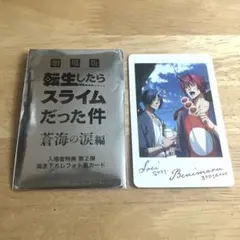 劇場版
転生したら
スライム
だった件
蒼海の涙編
入場者特典 第2弾
描き下ろしフォト風カード
Soei
Benimaru